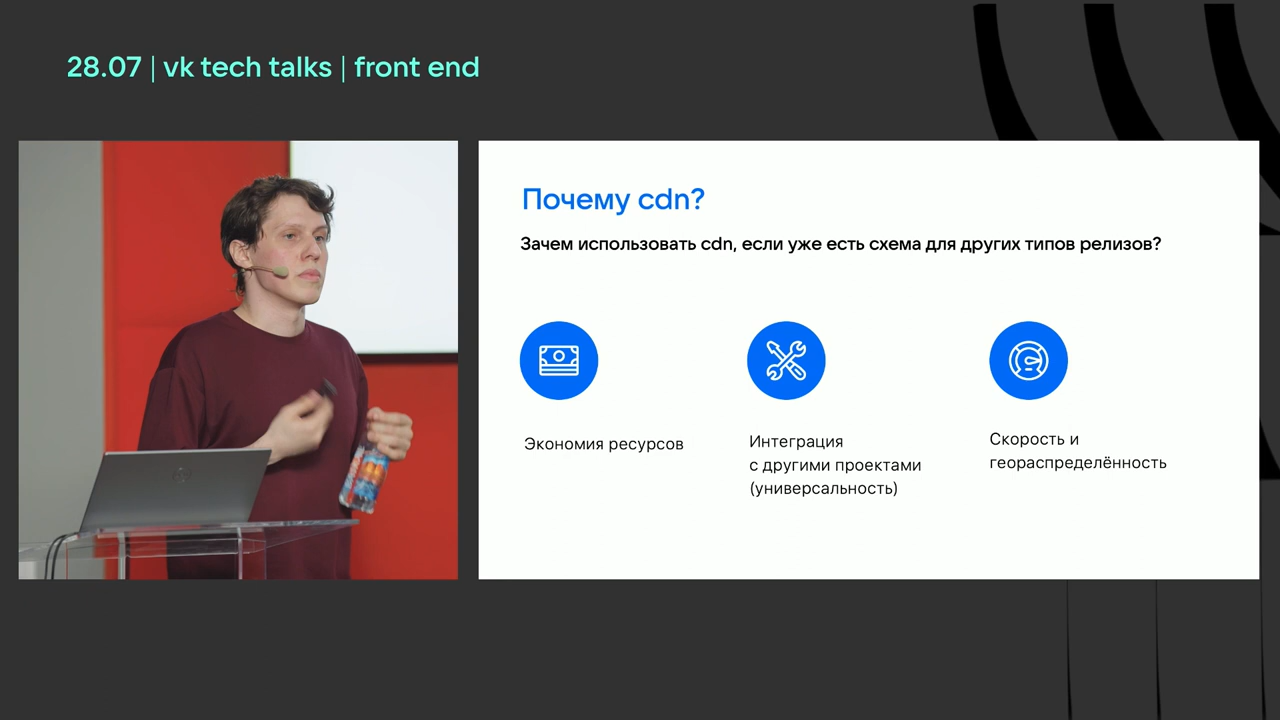 28.07 | vk tech talks | front end
Почему cdn?
Зачем использовать cdn, если уже есть схема для других типов релизов?
Экономия ресурсов
Интеграция
с другими проектами
(универсальность)
Скорость и
геораспределённость